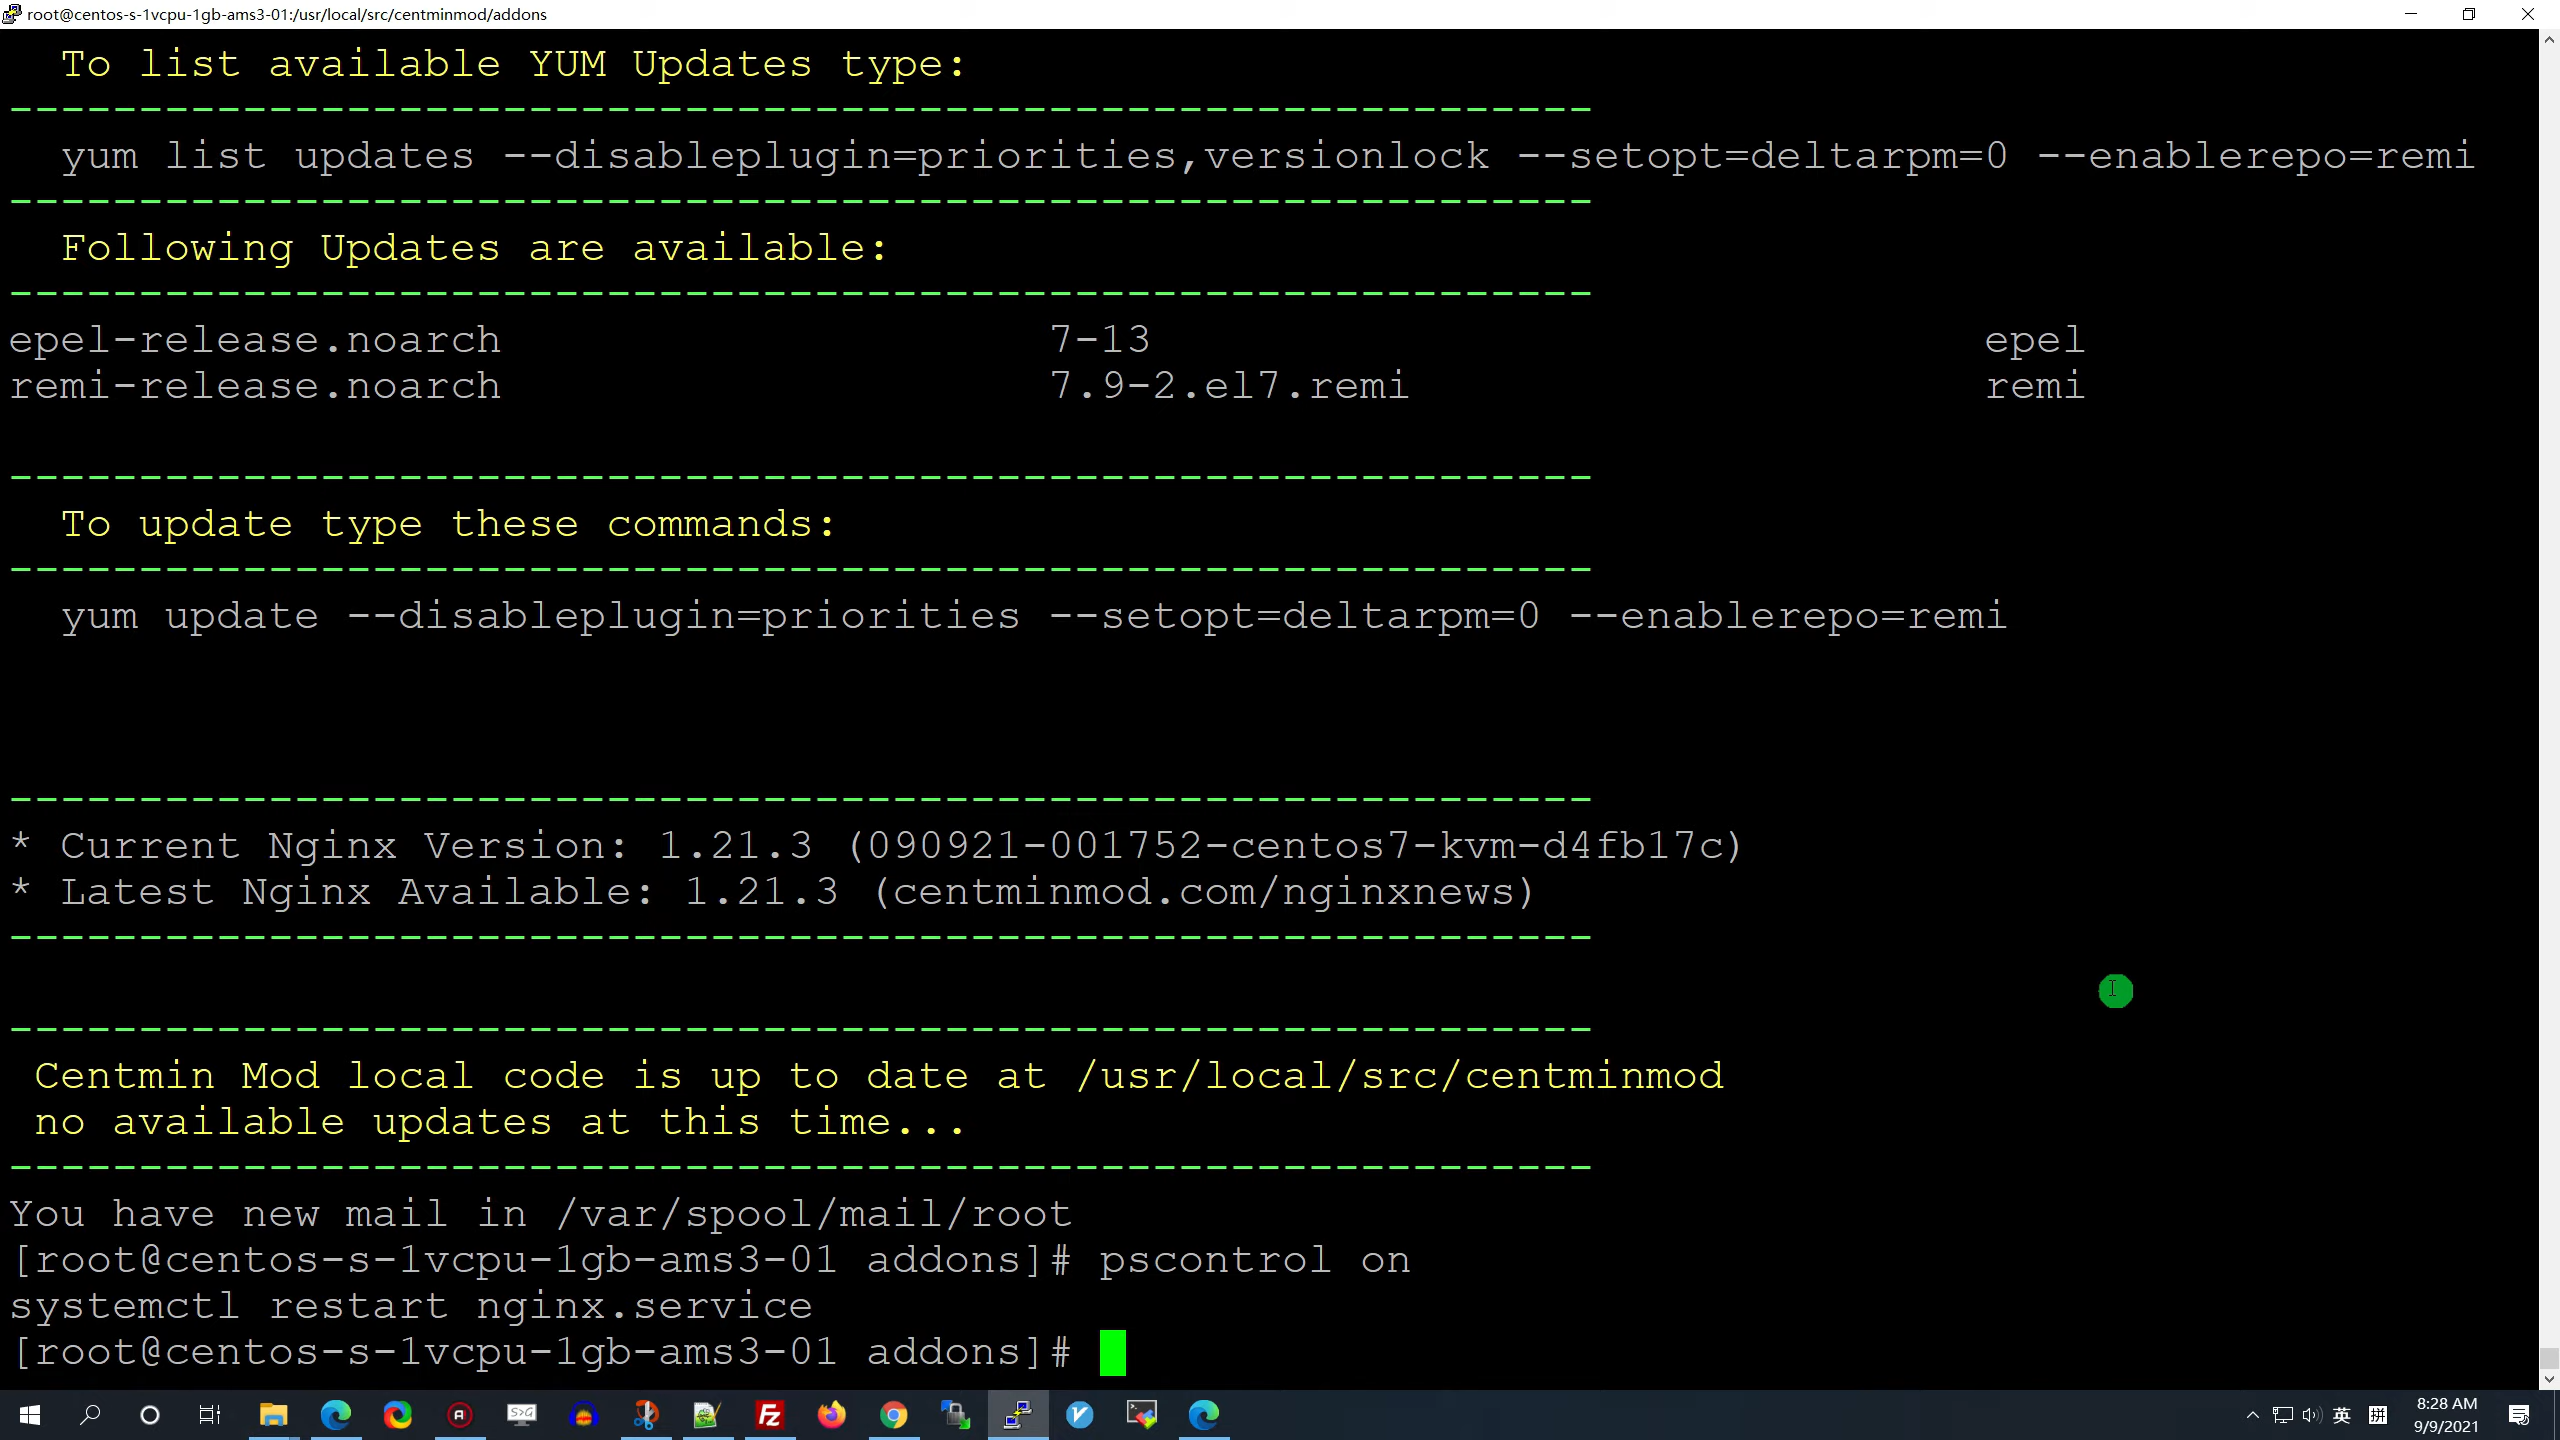 root@centos-s-1vcpu-1gb-ams3-01:/usr/local/src/centminmod/addons
To list available YUM Updates type:
-------------------------------------------------------------
yum list updates --disableplugin=priorities,versionlock --setopt=deltarpm=0 --enablerepo=remi
-------------------------------------------------------------
Following Updates are available:
-------------------------------------------------------------
epel-release.noarch 7-13 epel
remi-release.noarch 7.9-2.el7.remi remi
-------------------------------------------------------------
To update type these commands:
-------------------------------------------------------------
yum update --disableplugin=priorities --setopt=deltarpm=0 --enablerepo=remi
-------------------------------------------------------------
* Current Nginx Version: 1.21.3 (090921-001752-centos7-kvm-d4fb17c)
* Latest Nginx Available: 1.21.3 (centminmod.com/nginxnews)
-------------------------------------------------------------
-------------------------------------------------------------
Centmin Mod local code is up to date at /usr/local/src/centminmod
no available updates at this time...
-------------------------------------------------------------
You have new mail in /var/spool/mail/root
[root@centos-s-1vcpu-1gb-ams3-01 addons]# pscontrol on
systemctl restart nginx.service
[root@centos-s-1vcpu-1gb-ams3-01 addons]#
S>G
Fz
英
拼
8:28 AM
9/9/2021